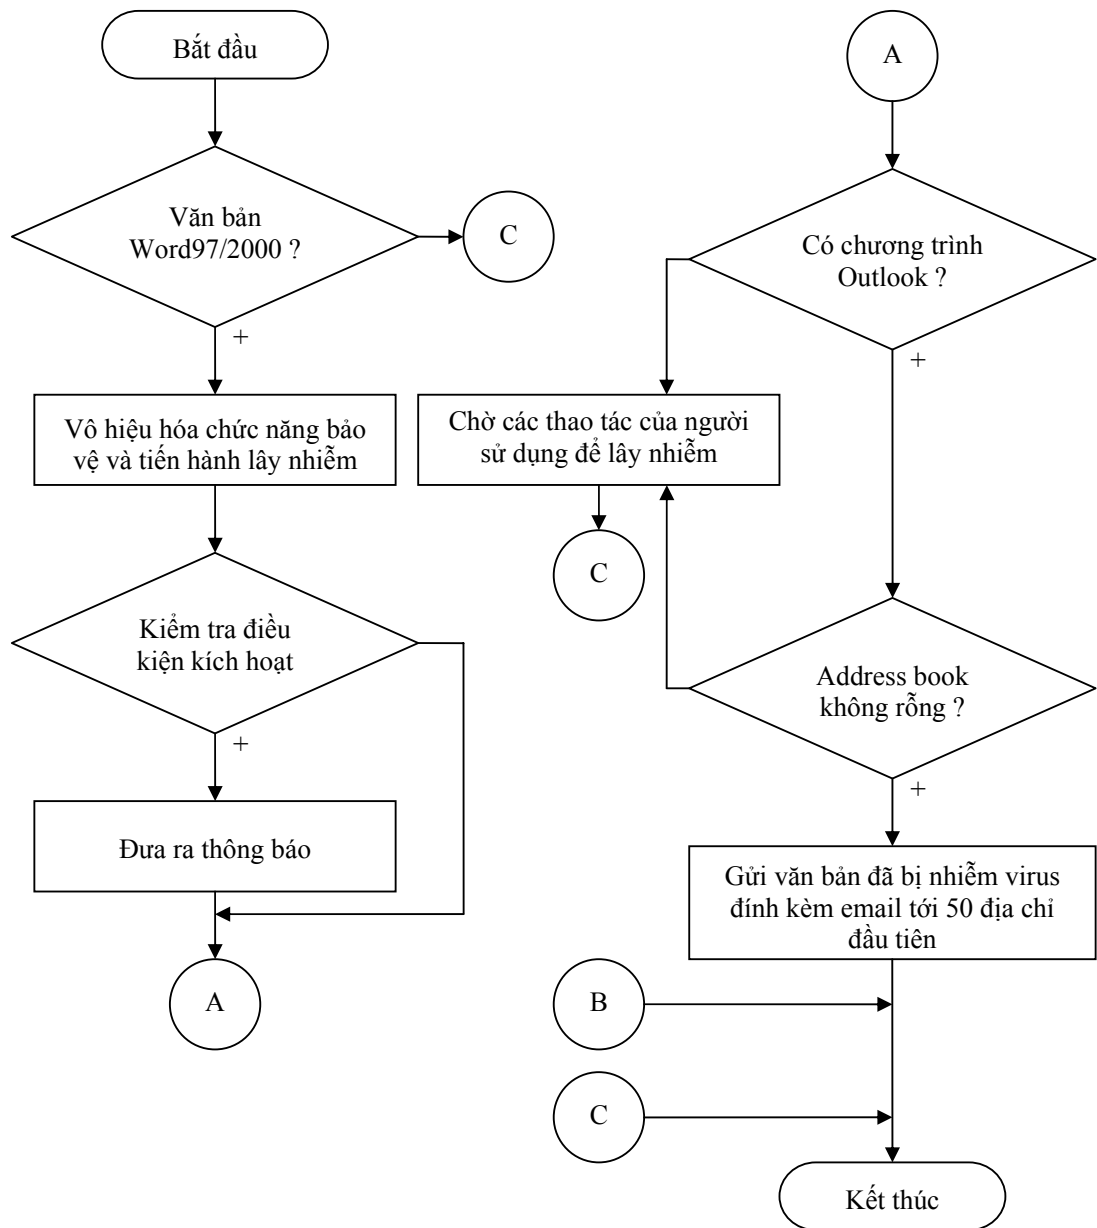 Bắt đầu
Văn bản
Word97/2000 ?
C
+
Vô hiệu hóa chức năng bảo
vệ và tiến hành lây nhiễm
Kiểm tra điều
kiện kích hoạt
+
Đưa ra thông báo
A
A
Có chương trình
Outlook ?
+
Chờ các thao tác của người
sử dụng để lây nhiễm
C
Address book
không rỗng ?
+
Gửi văn bản đã bị nhiễm virus
đính kèm email tới 50 địa chỉ
đầu tiên
B
C
Kết thúc